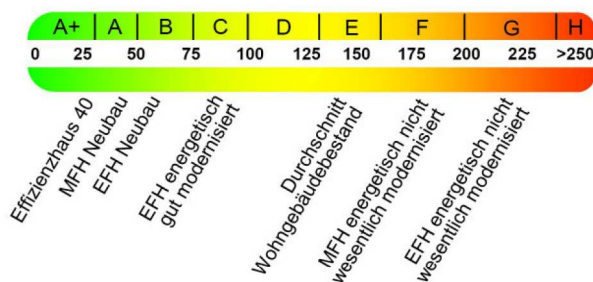 A+ A B C D E F G H
0 25 50 75 100 125 150 175 200 225 >250
Effizienzhaus 40
MFH Neubau
EFH Neubau
EFH energetisch
gut modernisiert
Durchschnitt
Wohngebäudebestand
MFH energetisch nicht
wesentlich modernisiert
EFH energetisch nicht
wesentlich modernisiert